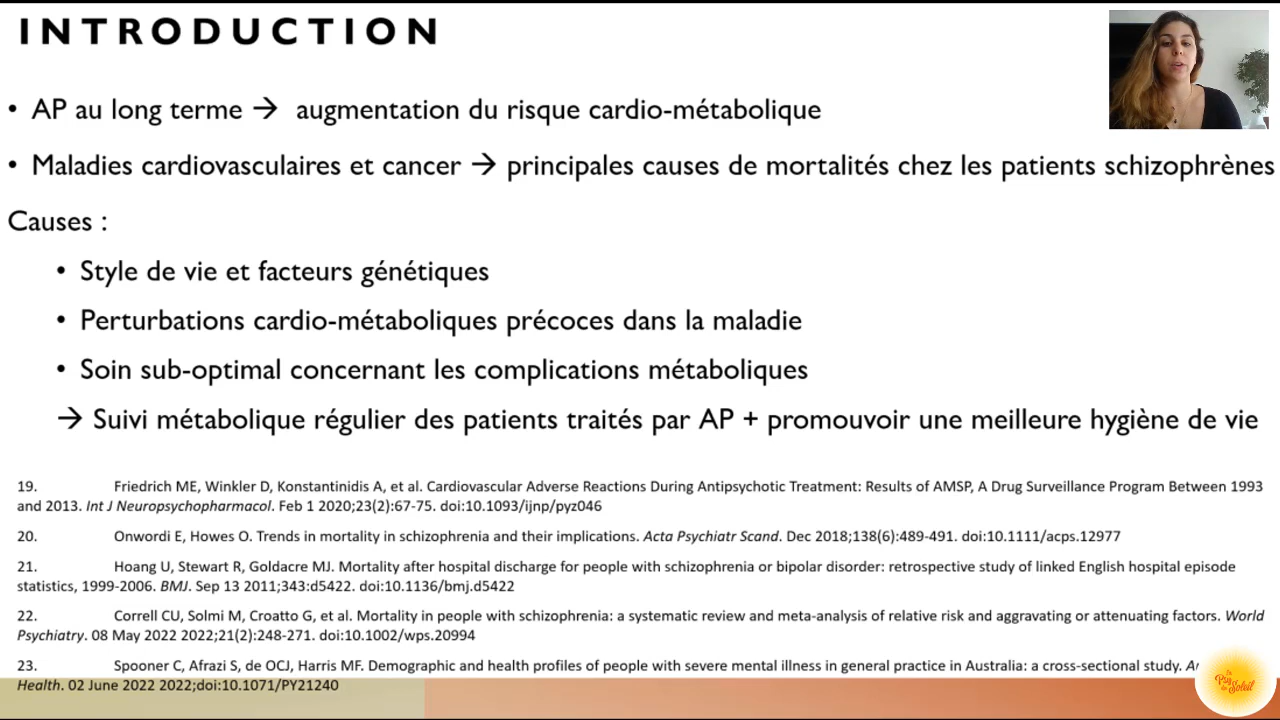 INTRODUCTION
• AP au long terme → augmentation du risque cardio-métabolique
• Maladies cardiovasculaires et cancer → principales causes de mortalités chez les patients schizophrènes
Causes :
• Style de vie et facteurs génétiques
• Perturbations cardio-métaboliques précoces dans la maladie
• Soin sub-optimal concernant les complications métaboliques
→ Suivi métabolique régulier des patients traités par AP + promouvoir une meilleure hygiène de vie
19. Friedrich ME, Winkler D, Konstantinidis A, et al. Cardiovascular Adverse Reactions During Antipsychotic Treatment: Results of AMSP, A Drug Surveillance Program Between 1993
and 2013. Int J Neuropsychopharmacol. Feb 1 2020;23(2):67-75. doi:10.1093/ijnp/pyz046
20. Onwordi E, Howes O. Trends in mortality in schizophrenia and their implications. Acta Psychiatr Scand. Dec 2018;138(6):489-491. doi:10.1111/acps.12977
21. Hoang U, Stewart R, Goldacre MJ. Mortality after hospital discharge for people with schizophrenia or bipolar disorder: retrospective study of linked English hospital episode
statistics, 1999-2006. BMJ. Sep 13 2011;343:d5422. doi:10.1136/bmj.d5422
22. Correll CU, Solmi M, Croatto G, et al. Mortality in people with schizophrenia: a systematic review and meta-analysis of relative risk and aggravating or attenuating factors. World
Psychiatry. 08 May 2022 2022;21(2):248-271. doi:10.1002/wps.20994
23. Spooner C, Afrazi S, de OCJ, Harris MF. Demographic and health profiles of people with severe mental illness in general practice in Australia: a cross-sectional study.
Health. 02 June 2022 2022;doi:10.1071/PY21240
Psy
Soleil